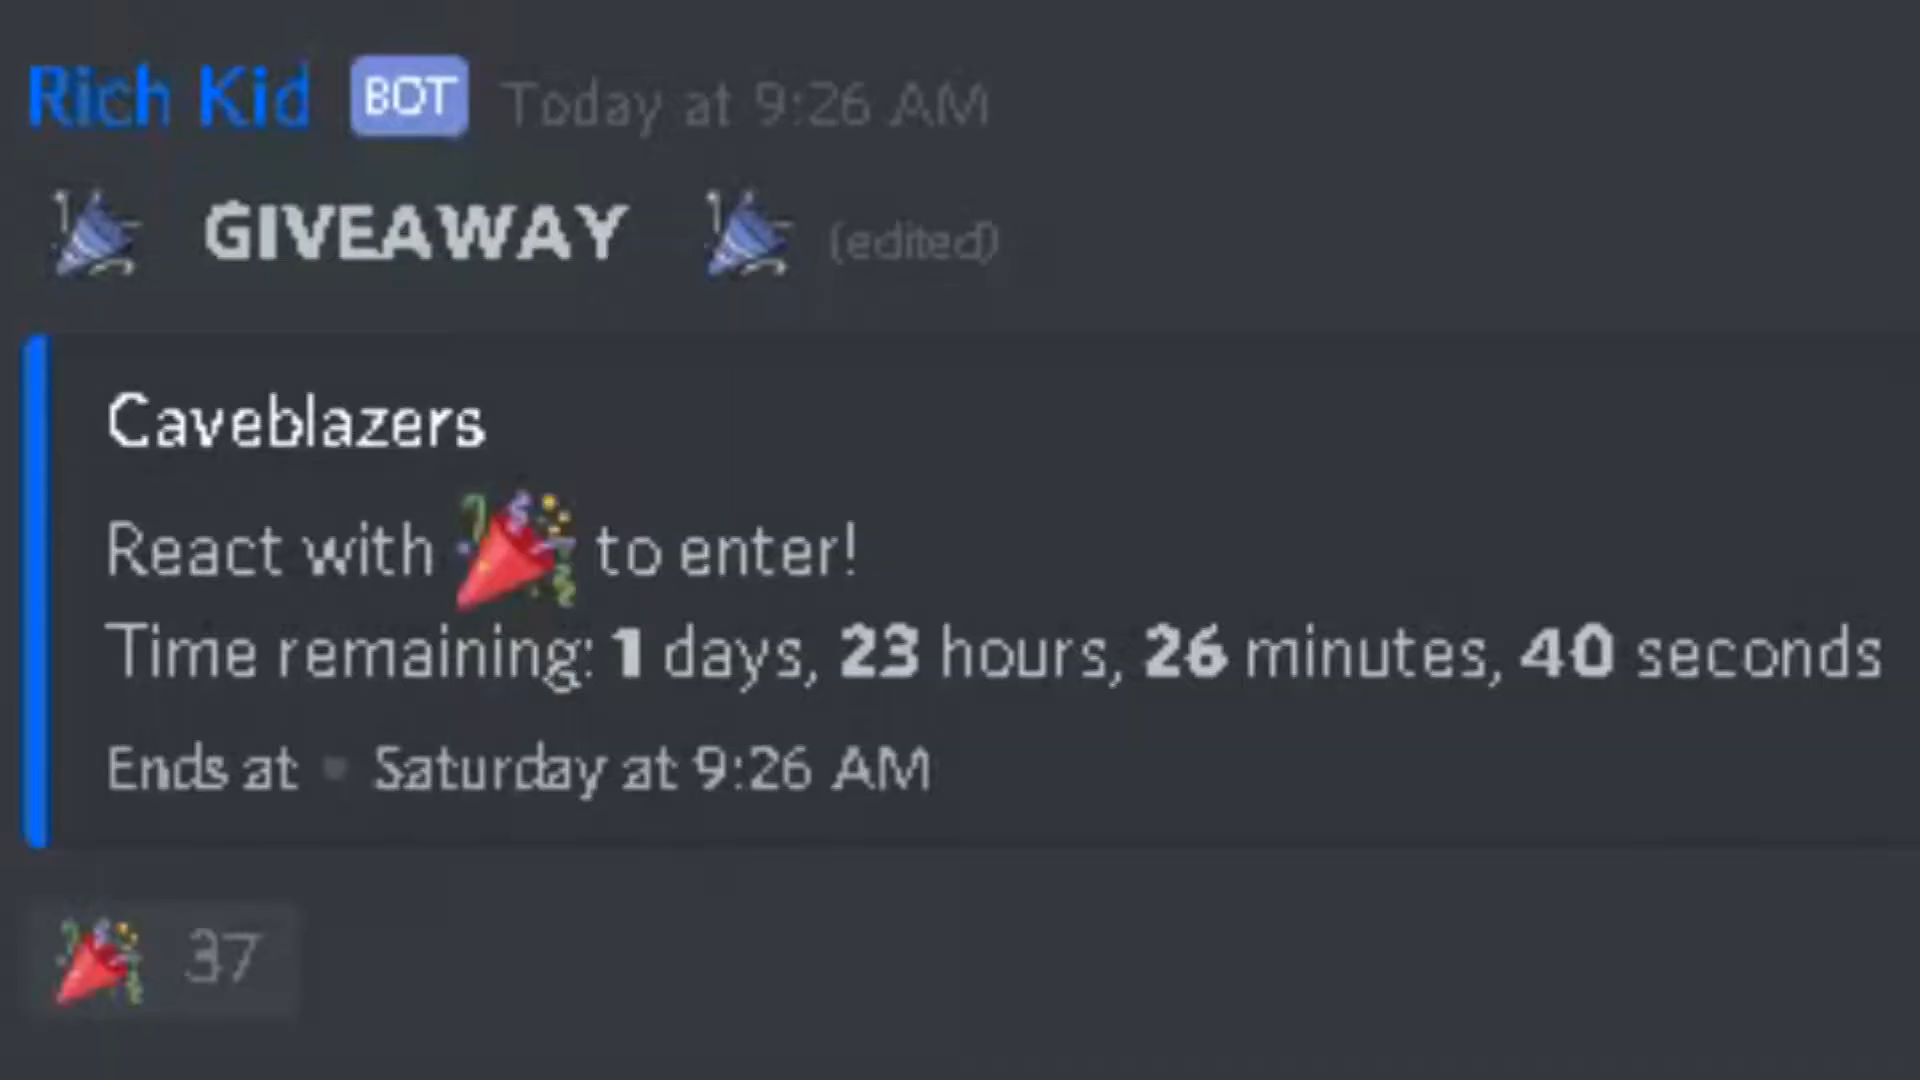 Rich Kid BOT Today at 9:26 AM
GIVEAWAY (edited)
Caveblazers
React with to enter!
Time remaining: 1 days, 23 hours, 26 minutes, 40 seconds
Ends at • Saturday at 9:26 AM
37